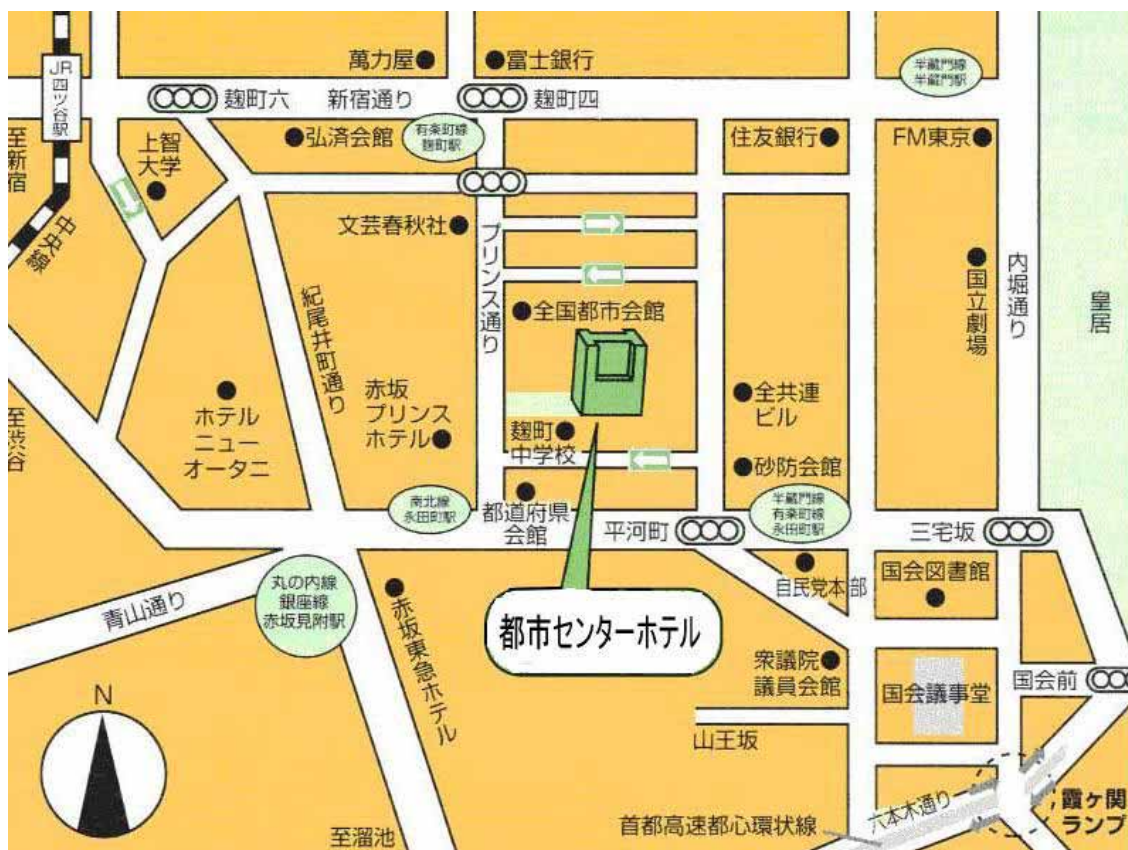 萬力屋
富士銀行
半蔵門線
半蔵門駅
JR四ツ谷駅
麹町六
新宿通り
麹町四
至新宿
上智
大学
弘済会館
有楽町線
麹町駅
住友銀行
FM東京
中央線
文芸春秋社
プリンス通り
紀尾井町通り
全国都市会館
国立劇場
内堀通り
皇居
至渋谷
ホテル
ニュー
オータニ
赤坂
プリンス
ホテル
麹町
中学校
全共連
ビル
砂防会館
南北線
永田町駅
都道府県
会館
平河町
半蔵門線
有楽町線
永田町駅
三宅坂
自民党本部
国会図書館
丸の内線
銀座線
赤坂見附駅
青山通り
赤坂東急ホテル
都市センターホテル
衆議院
議員会館
国会議事堂
国会前
山王坂
N
六本木通り
霞ヶ関
ランプ
首都高速都心環状線
至溜池